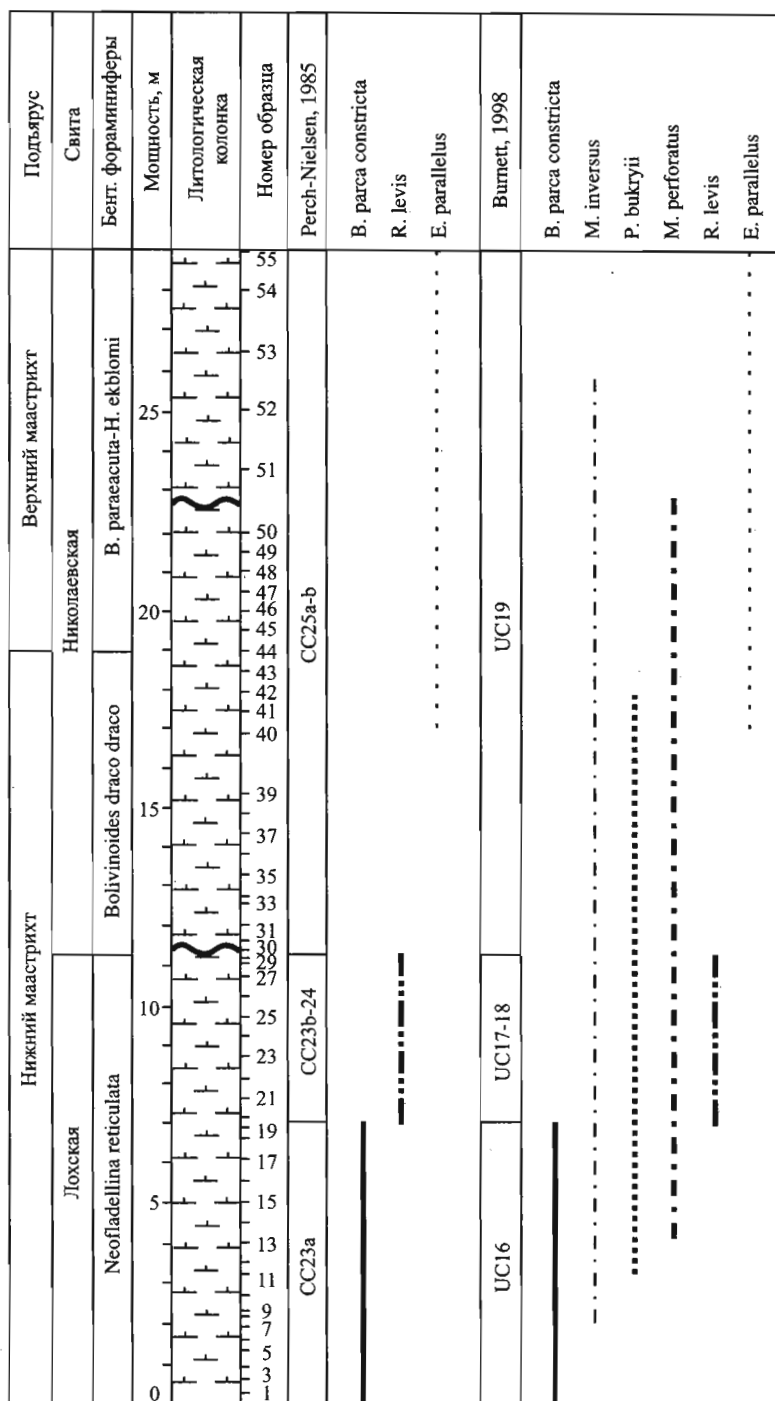 Подъярус
Свита
Бент. фораминиферы
Мощность, м
Литологическая
колонка
Номер образца
Perch-Nielsen, 1985
B. parca constricta
R. levis
E. parallelus
Burnett, 1998
B. parca constricta
M. inversus
P. bukryii
M. perforatus
R. levis
E. parallelus
Верхний маастрихт
Нижний маастрихт
Николаевская
Лохская
B. paraeacuta-H. ekblomi
Bolivinoides draco draco
Neofladellina reticulata
25
20
15
10
5
0
55
54
53
52
51
50
49
48
47
46
45
44
43
42
41
40
39
37
35
33
31
30
29
27
25
23
21
19
17
15
13
11
9
7
5
3
1
CC25a-b
CC23b-24
CC23a
UC19
UC17-18
UC16